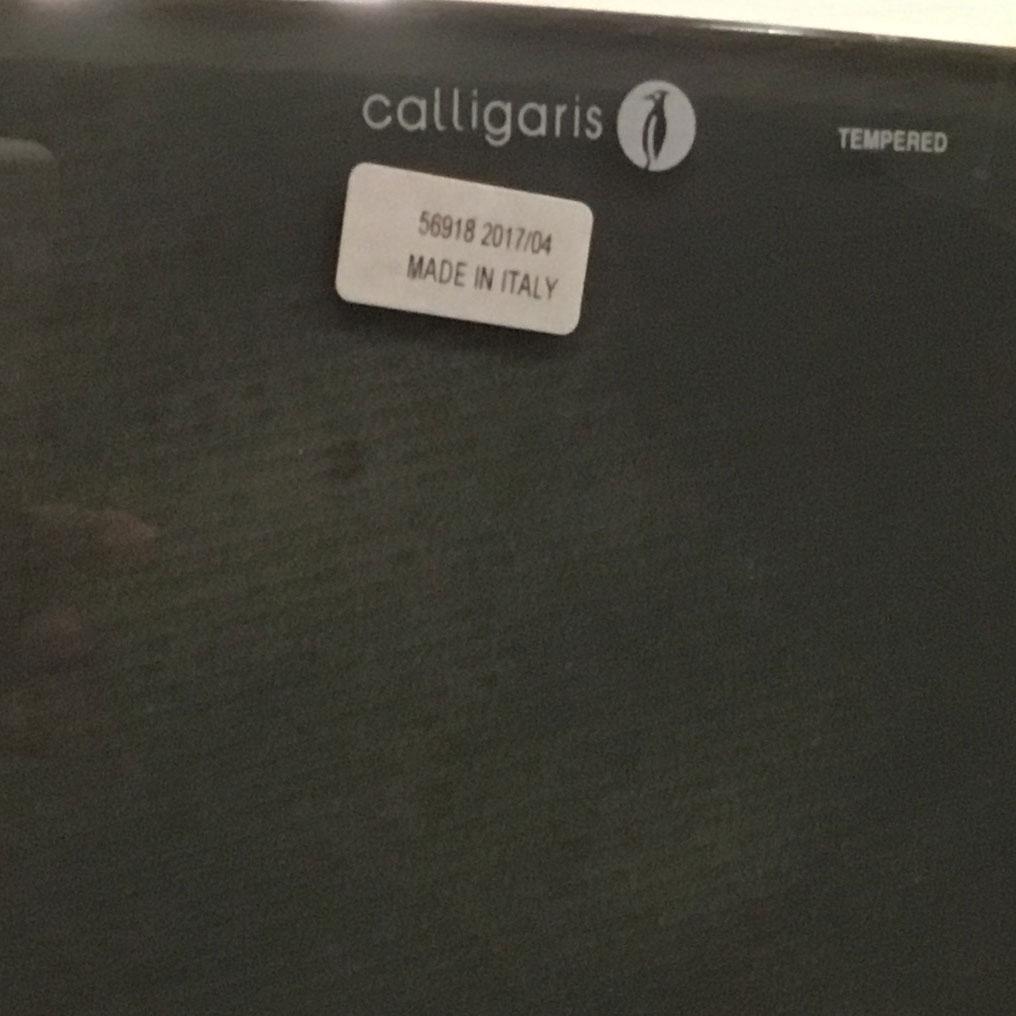 calligaris
TEMPERED
56918 2017/04
MADE IN ITALY